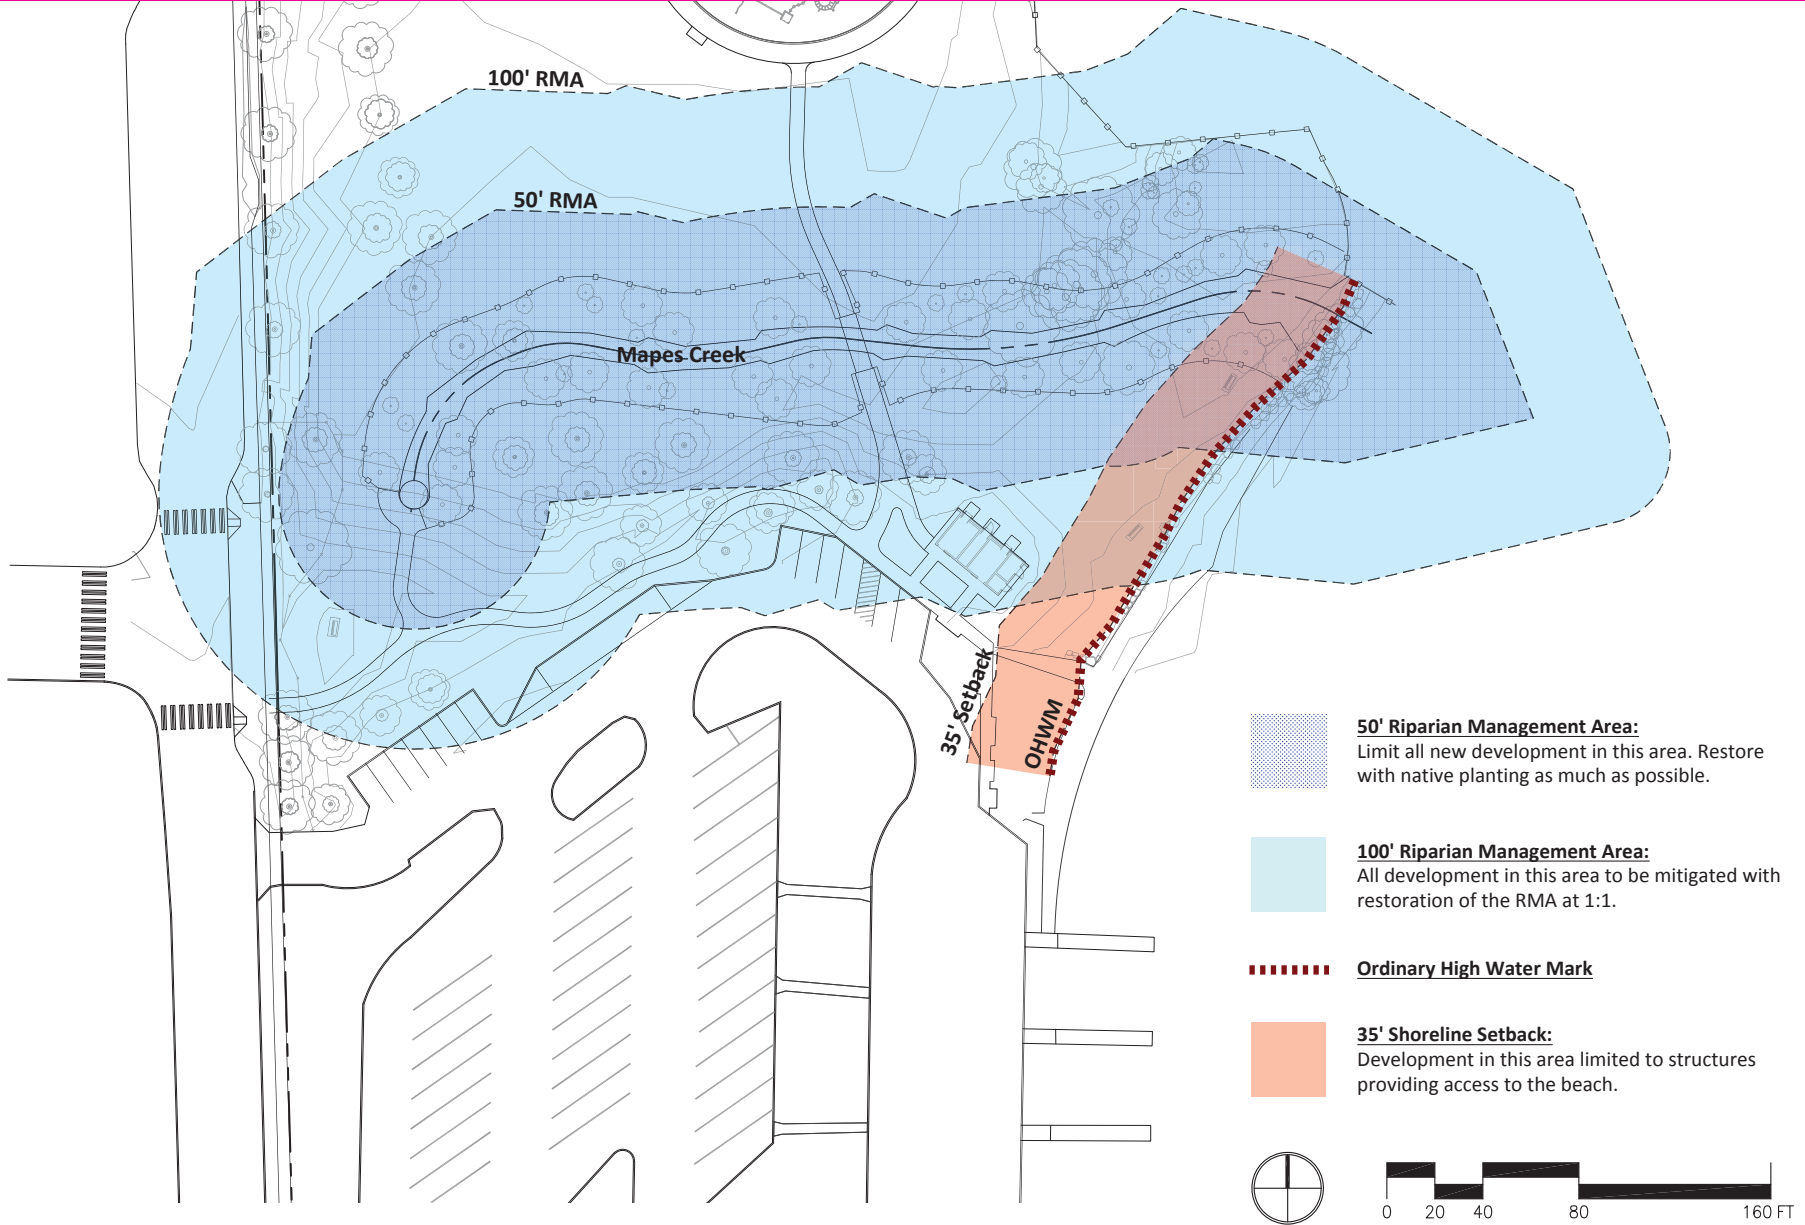 100' RMA
50' RMA
Mapes Creek
35' Setback
OHWM
50' Riparian Management Area:
Limit all new development in this area. Restore
with native planting as much as possible.
100' Riparian Management Area:
All development in this area to be mitigated with
restoration of the RMA at 1:1.
Ordinary High Water Mark
35' Shoreline Setback:
Development in this area limited to structures
providing access to the beach.
0 20 40 80 160 FT